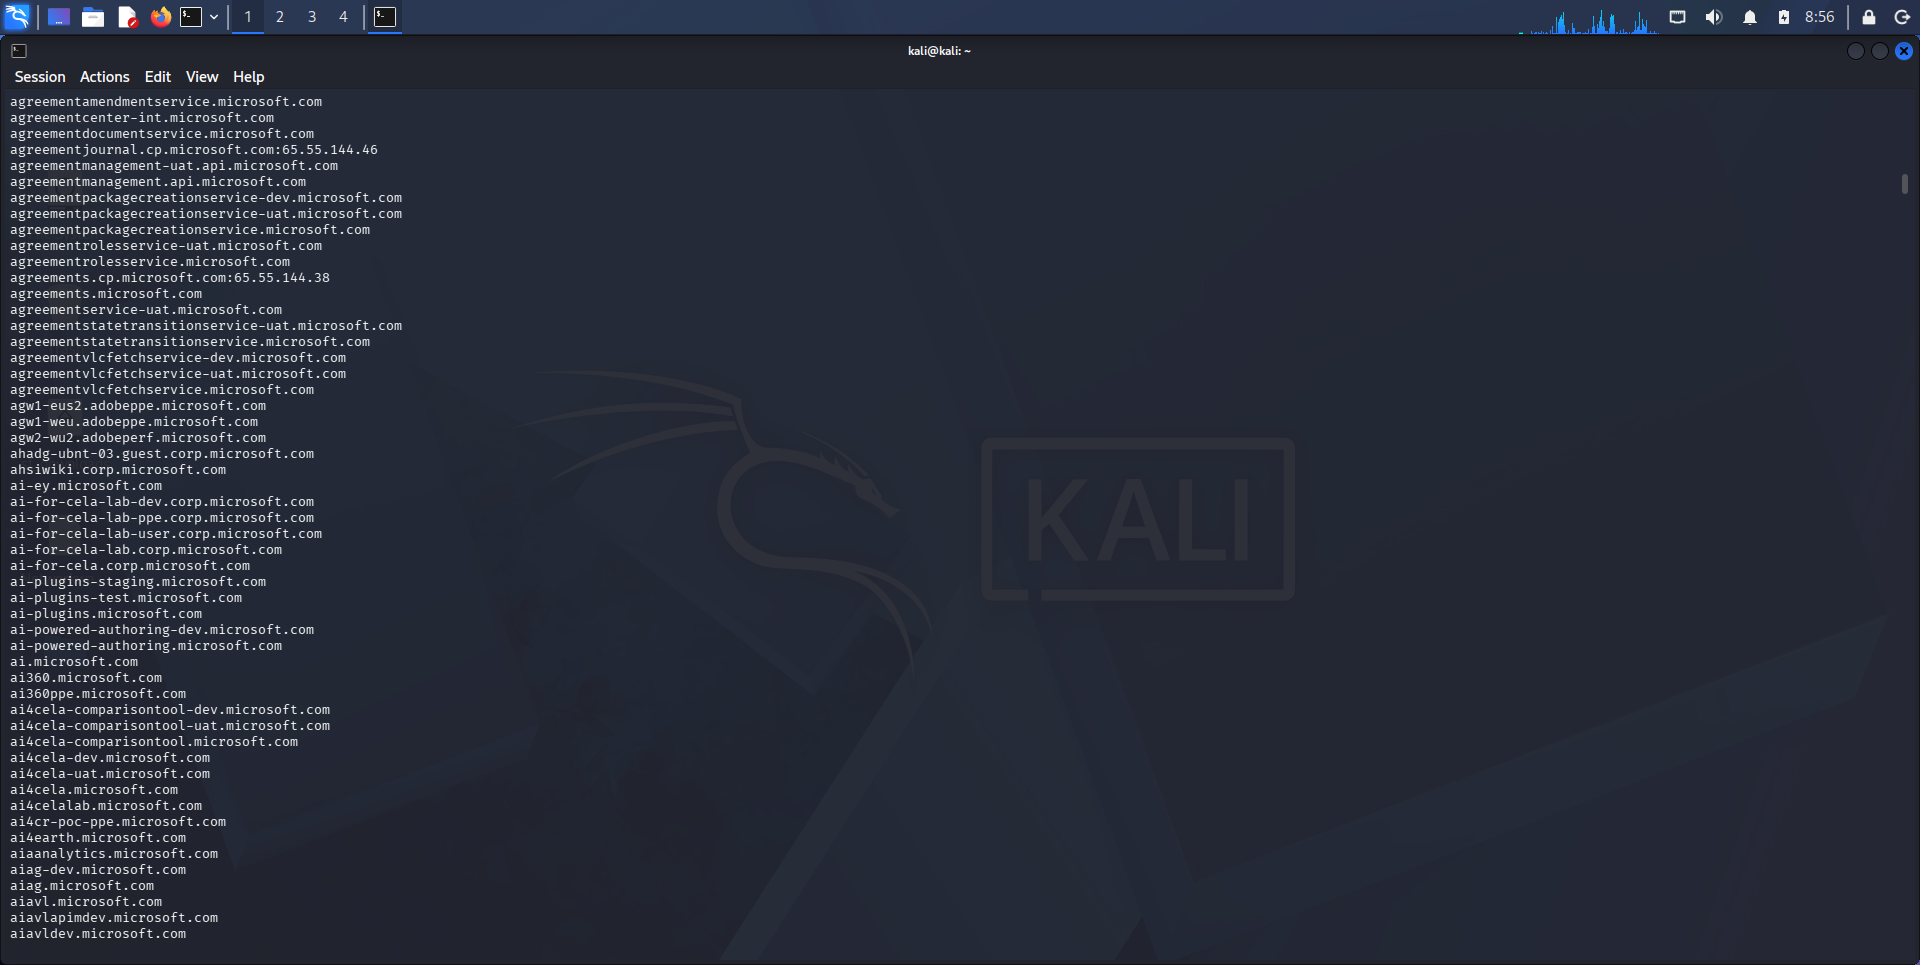 1 2 3 4 8:56
kali@kali: ~
Session Actions Edit View Help
agreementamendmentservice.microsoft.com
agreementcenter-int.microsoft.com
agreementdocumentservice.microsoft.com
agreementjournal.cp.microsoft.com:65.55.144.46
agreementmanagement-uat.api.microsoft.com
agreementmanagement.api.microsoft.com
agreementpackagecreationservice-dev.microsoft.com
agreementpackagecreationservice-uat.microsoft.com
agreementpackagecreationservice.microsoft.com
agreementrolesservice-uat.microsoft.com
agreementrolesservice.microsoft.com
agreements.cp.microsoft.com:65.55.144.38
agreements.microsoft.com
agreementservice-uat.microsoft.com
agreementstatetransitionservice-uat.microsoft.com
agreementstatetransitionservice.microsoft.com
agreementvlcfetchservice-dev.microsoft.com
agreementvlcfetchservice-uat.microsoft.com
agreementvlcfetchservice.microsoft.com
agw1-eus2.adobeppe.microsoft.com
agw1-weu.adobeppe.microsoft.com
agw2-wu2.adobeperf.microsoft.com
ahadg-ubnt-03.guest.corp.microsoft.com
ahsiwiki.corp.microsoft.com
ai-ey.microsoft.com
ai-for-cela-lab-dev.corp.microsoft.com
ai-for-cela-lab-ppe.corp.microsoft.com
ai-for-cela-lab-user.corp.microsoft.com
ai-for-cela-lab.corp.microsoft.com
ai-for-cela.corp.microsoft.com
ai-plugins-staging.microsoft.com
ai-plugins-test.microsoft.com
ai-plugins.microsoft.com
ai-powered-authoring-dev.microsoft.com
ai-powered-authoring.microsoft.com
ai.microsoft.com
ai360.microsoft.com
ai360ppe.microsoft.com
ai4cela-comparisontool-dev.microsoft.com
ai4cela-comparisontool-uat.microsoft.com
ai4cela-comparisontool.microsoft.com
ai4cela-dev.microsoft.com
ai4cela-uat.microsoft.com
ai4cela.microsoft.com
ai4celalab.microsoft.com
ai4cr-poc-ppe.microsoft.com
ai4earth.microsoft.com
aiaanalytics.microsoft.com
aiag-dev.microsoft.com
aiag.microsoft.com
aiavl.microsoft.com
aiavlapimdev.microsoft.com
aiavldev.microsoft.com
KALI